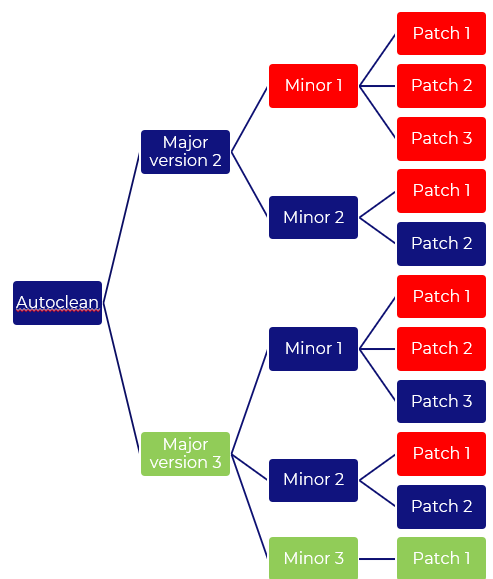 Autoclean
Major
version 2
Minor 1
Patch 1
Patch 2
Patch 3
Minor 2
Patch 1
Patch 2
Major
version 3
Minor 1
Patch 1
Patch 2
Patch 3
Minor 2
Patch 1
Patch 2
Minor 3
Patch 1